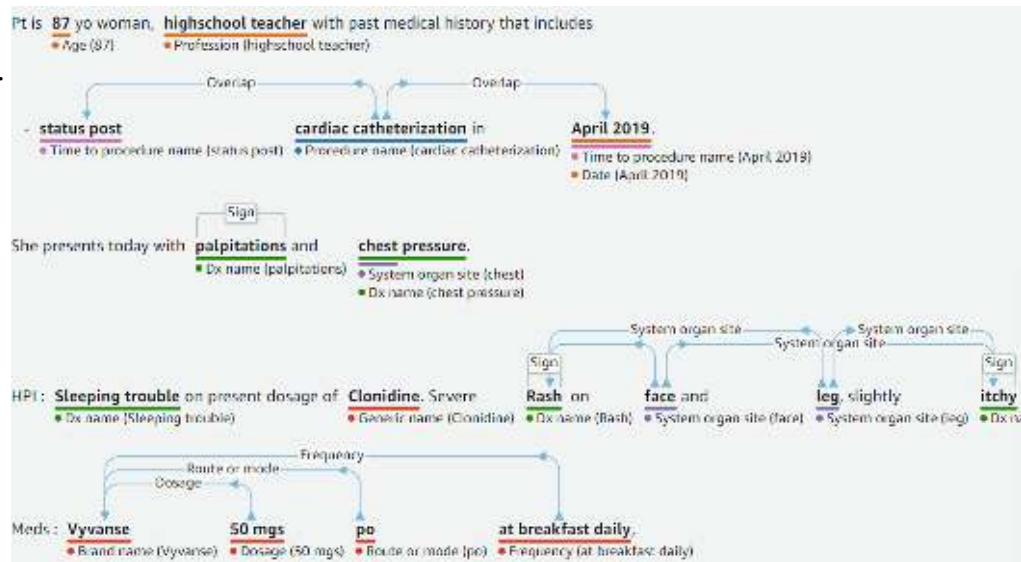 Pt is 87 yo woman, highschool teacher with past medical history that includes
Age (87) Profession (highschool teacher)
Overlap Overlap
- status post cardiac catheterization in April 2019.
Time to procedure name (status post) Procedure name (cardiac catheterization) Time to procedure name (April 2019)
Date (April 2019)
Sign
She presents today with palpitations and chest pressure.
Dx name (palpitations) System organ site (chest)
Dx name (chest pressure)
System organ site System organ site
System organ site
Sign Sign
HPI : Sleeping trouble on present dosage of Clonidine. Severe Rash on face and leg, slightly itchy
Dx name (Sleeping trouble) Generic name (Clonidine) Dx name (Rash) System organ site (face) System organ site (leg) Dx
Frequency
Route or mode
Dosage
Meds : Vyvanse 50 mgs po at breakfast daily,
Brand name (Vyvanse) Dosage (50 mgs) Route or mode (po) Frequency (at breakfast daily)